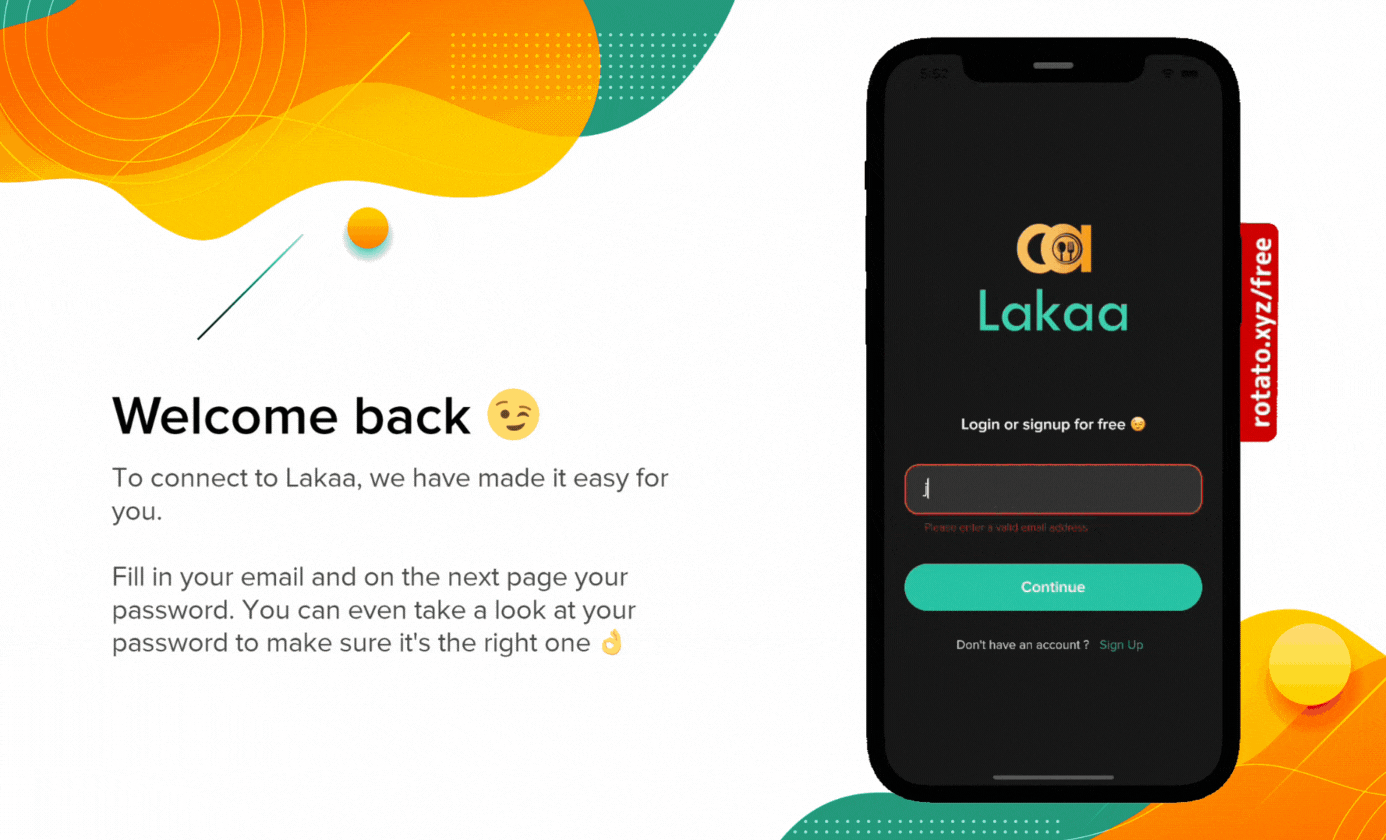 Welcome back 😉
To connect to Lakaa, we have made it easy for
you.
Fill in your email and on the next page your
password. You can even take a look at your
password to make sure it's the right one 👌
5:52
Lakaa
Login or signup for free 😉
j
Please enter a valid email address
Continue
Don't have an account ? Sign Up
rotato.xyz/free